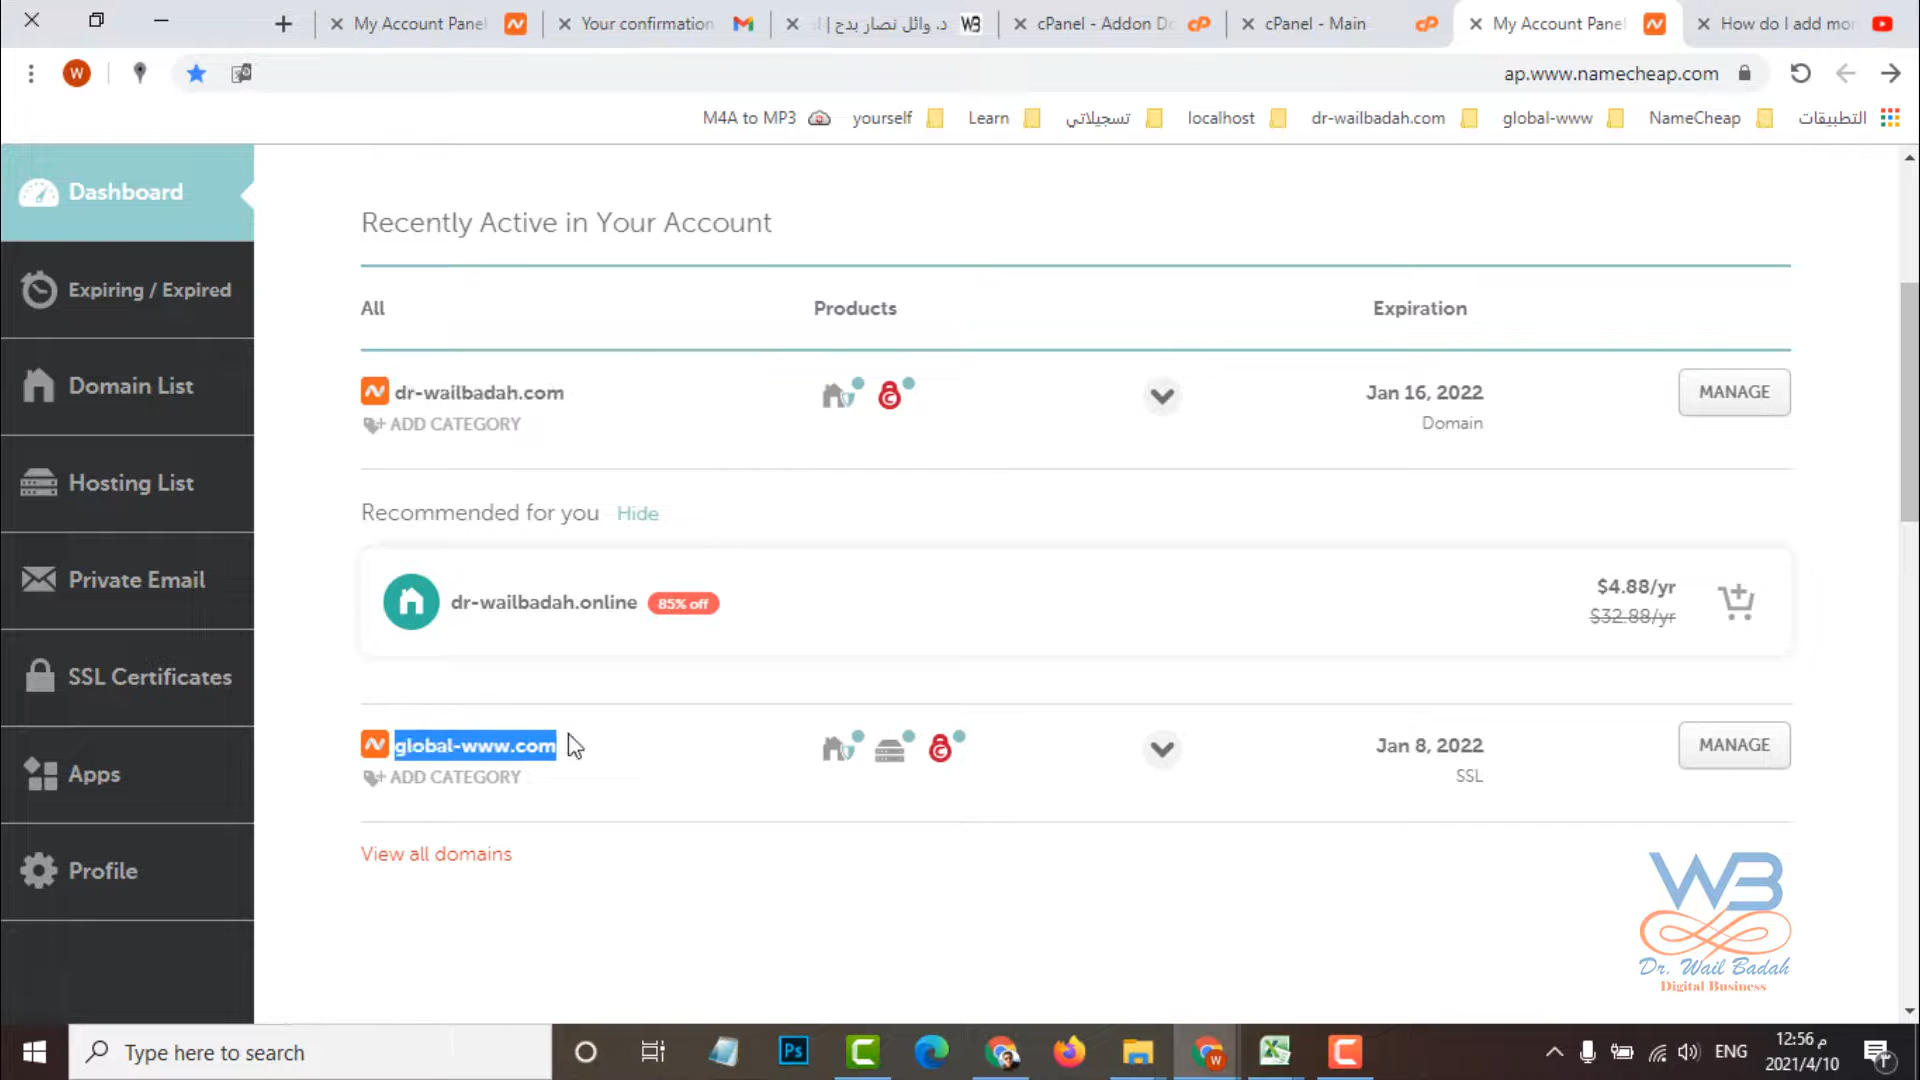 My Account Panel
Your confirmation
د. وائل نصار بدح |
cPanel - Addon Do
cPanel - Main
My Account Panel
How do I add mor
W
ap.www.namecheap.com
M4A to MP3
yourself
Learn
تسجيلاتي
localhost
dr-wailbadah.com
global-www
NameCheap
التطبيقات
Dashboard
Expiring / Expired
Domain List
Hosting List
Private Email
SSL Certificates
Apps
Profile
Recently Active in Your Account
All Products Expiration
dr-wailbadah.com Jan 16, 2022 MANAGE
ADD CATEGORY Domain
Recommended for you Hide
dr-wailbadah.online 85% off $4.88/yr
$32.88/yr
global-www.com Jan 8, 2022 MANAGE
ADD CATEGORY SSL
View all domains
WB
Dr. Wail Badah
Digital Business
Type here to search
Ps
ENG
12:56 م
2021/4/10
٣